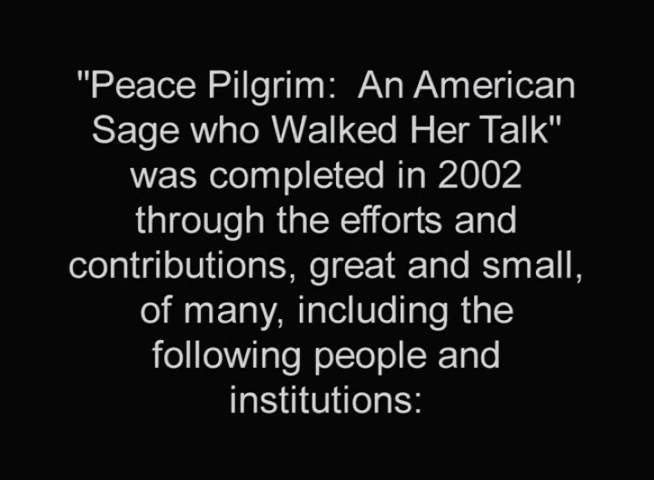 "Peace Pilgrim:  An American
Sage who Walked Her Talk"
was completed in 2002
through the efforts and
contributions, great and small,
of many, including the
following people and
institutions: